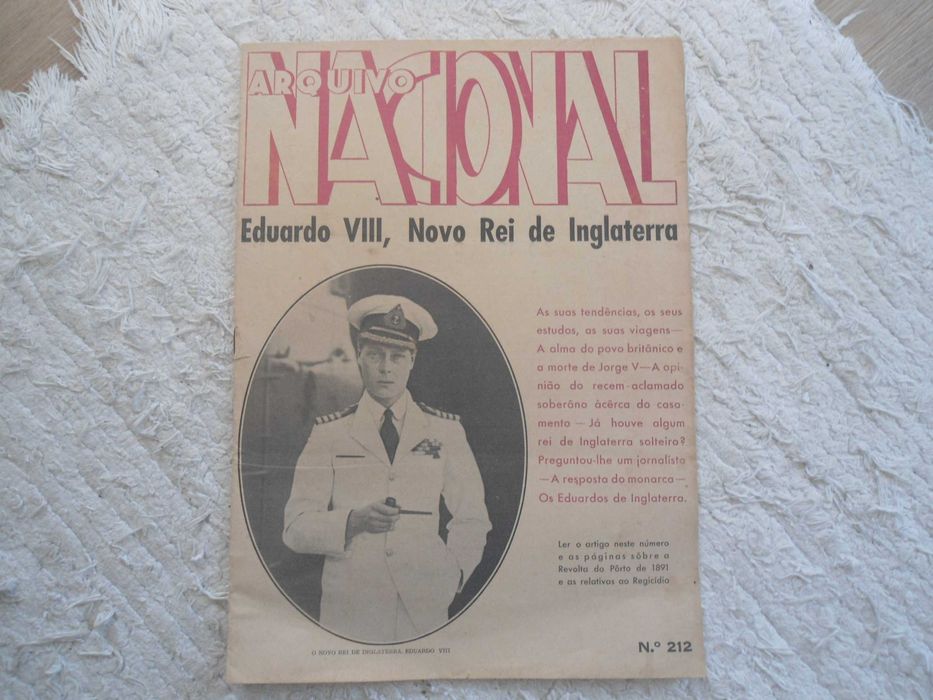 ARQUIVO
NACIONAL
Eduardo VIII, Novo Rei de Inglaterra
As suas tendências, os seus
estudos, as suas viagens—
A alma do povo britânico e
a morte de Jorge V—A opi-
nião do recem-aclamado
soberâno àcêrca do casa-
mento — Já houve algum
rei de Inglaterra solteiro?
Preguntou-lhe um jornalista
—A resposta do monarca—
Os Eduardos de Inglaterra.
Ler o artigo neste número
e as páginas sôbre a
Revolta do Pôrto de 1891
e as relativas ao Regicídio
O NOVO REI DE INGLATERRA, EDUARDO VIII
N.º 212